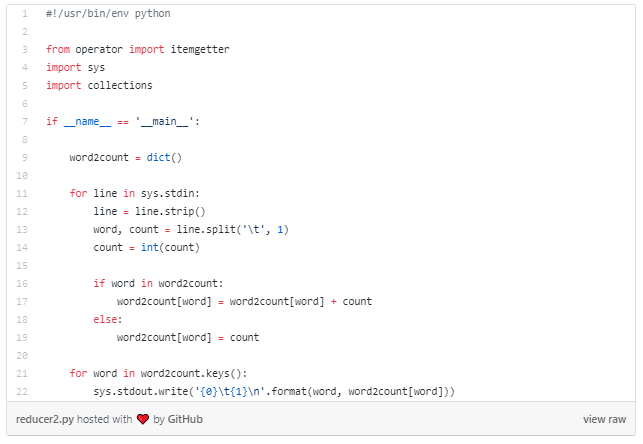 1 #!/usr/bin/env python
2
3 from operator import itemgetter
4 import sys
5 import collections
6
7 if __name__ == '__main__':
8
9     word2count = dict()
10
11     for line in sys.stdin:
12         line = line.strip()
13         word, count = line.split('\t', 1)
14         count = int(count)
15
16         if word in word2count:
17             word2count[word] = word2count[word] + count
18         else:
19             word2count[word] = count
20
21     for word in word2count.keys():
22         sys.stdout.write('{0}\t{1}\n'.format(word, word2count[word]))
reducer2.py hosted with ❤ by GitHub view raw